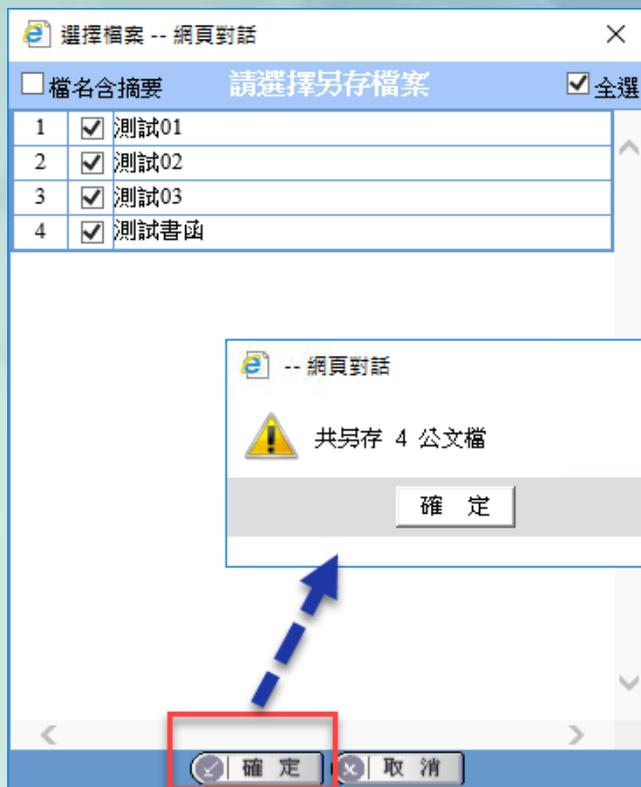 選擇檔案 -- 網頁對話
檔名含摘要 請選擇另存檔案 全選
1 測試01
2 測試02
3 測試03
4 測試書函
-- 網頁對話
共另存 4 公文檔
確 定
確 定 取 消